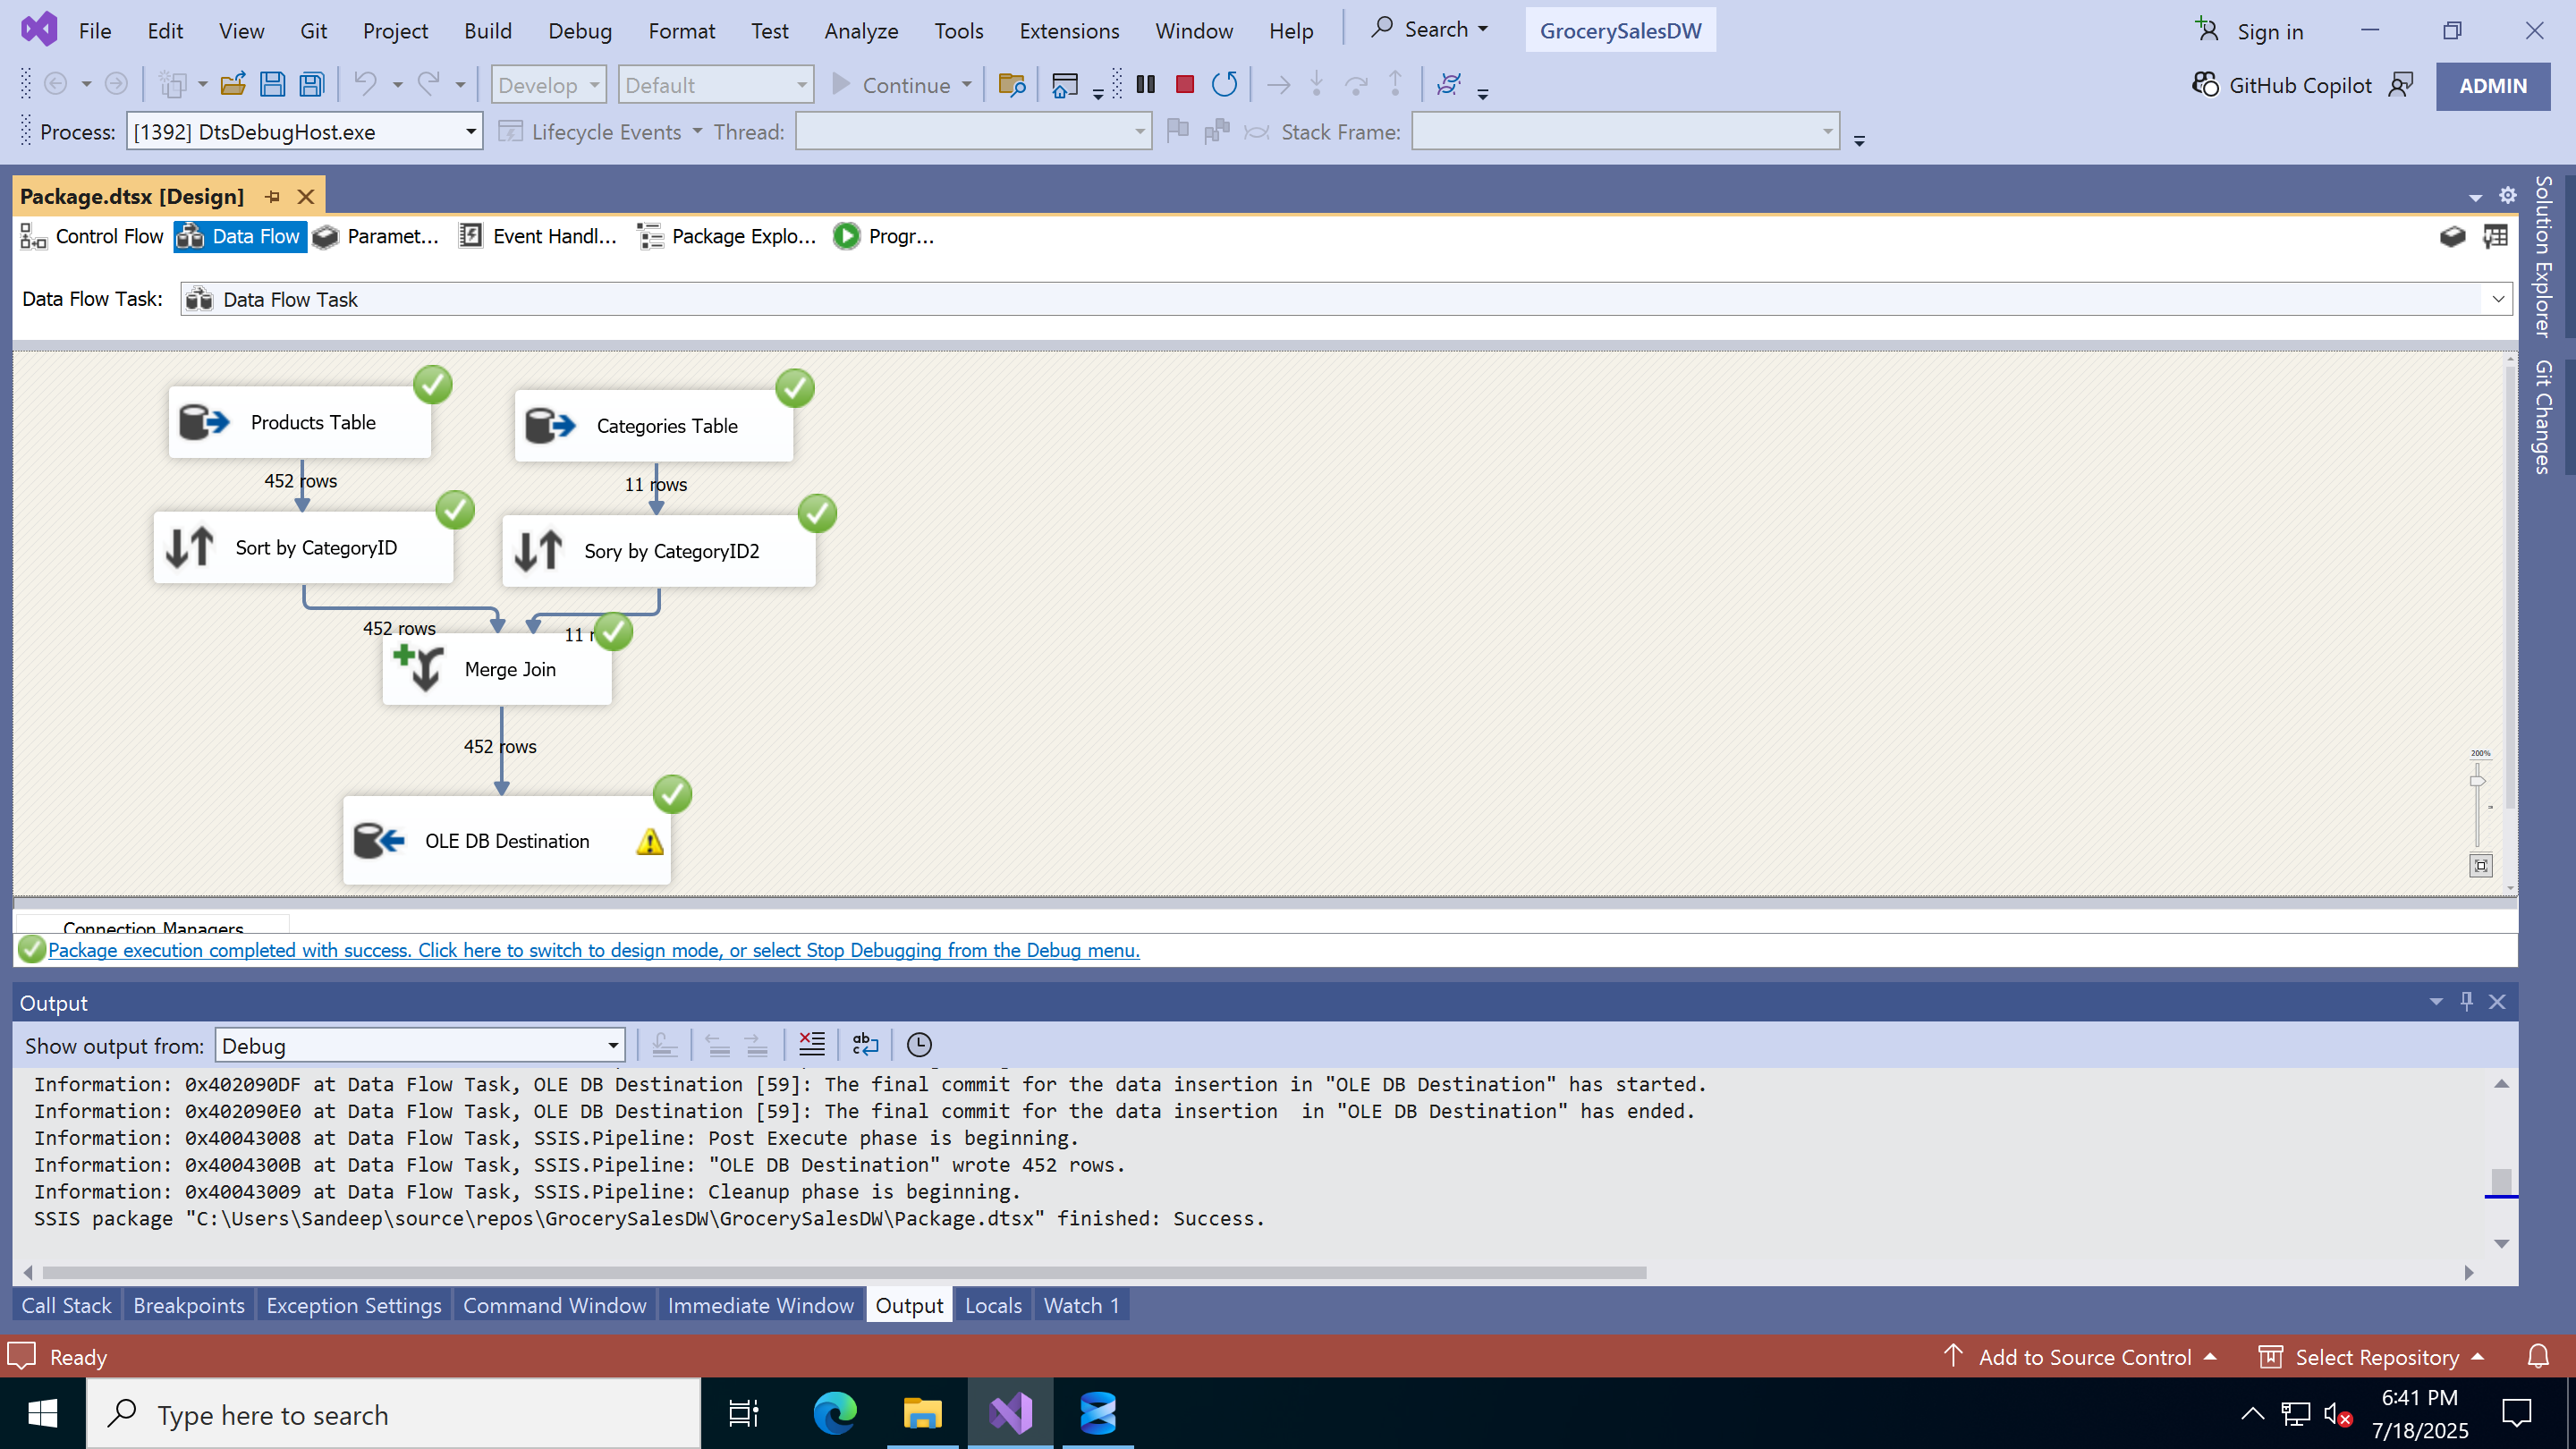 File Edit View Git Project Build Debug Format Test Analyze Tools Extensions Window Help Search GrocerySalesDW Sign in
Develop Default Continue GitHub Copilot ADMIN
Process: [1392] DtsDebugHost.exe Lifecycle Events Thread: Stack Frame:
Package.dtsx [Design]
Control Flow Data Flow Paramet... Event Handl... Package Explo... Progr...
Data Flow Task: Data Flow Task
Solution Explorer
Git Changes
Products Table
Categories Table
452 rows
11 rows
Sort by CategoryID
Sory by CategoryID2
452 rows
11 r
Merge Join
452 rows
200%
OLE DB Destination
Connection Managers
Package execution completed with success. Click here to switch to design mode, or select Stop Debugging from the Debug menu.
Output
Show output from: Debug
Information: 0x402090DF at Data Flow Task, OLE DB Destination [59]: The final commit for the data insertion in "OLE DB Destination" has started.
Information: 0x402090E0 at Data Flow Task, OLE DB Destination [59]: The final commit for the data insertion  in "OLE DB Destination" has ended.
Information: 0x40043008 at Data Flow Task, SSIS.Pipeline: Post Execute phase is beginning.
Information: 0x4004300B at Data Flow Task, SSIS.Pipeline: "OLE DB Destination" wrote 452 rows.
Information: 0x40043009 at Data Flow Task, SSIS.Pipeline: Cleanup phase is beginning.
SSIS package "C:\Users\Sandeep\source\repos\GrocerySalesDW\GrocerySalesDW\Package.dtsx" finished: Success.
Call Stack Breakpoints Exception Settings Command Window Immediate Window Output Locals Watch 1
Ready Add to Source Control Select Repository
Type here to search
6:41 PM
7/18/2025